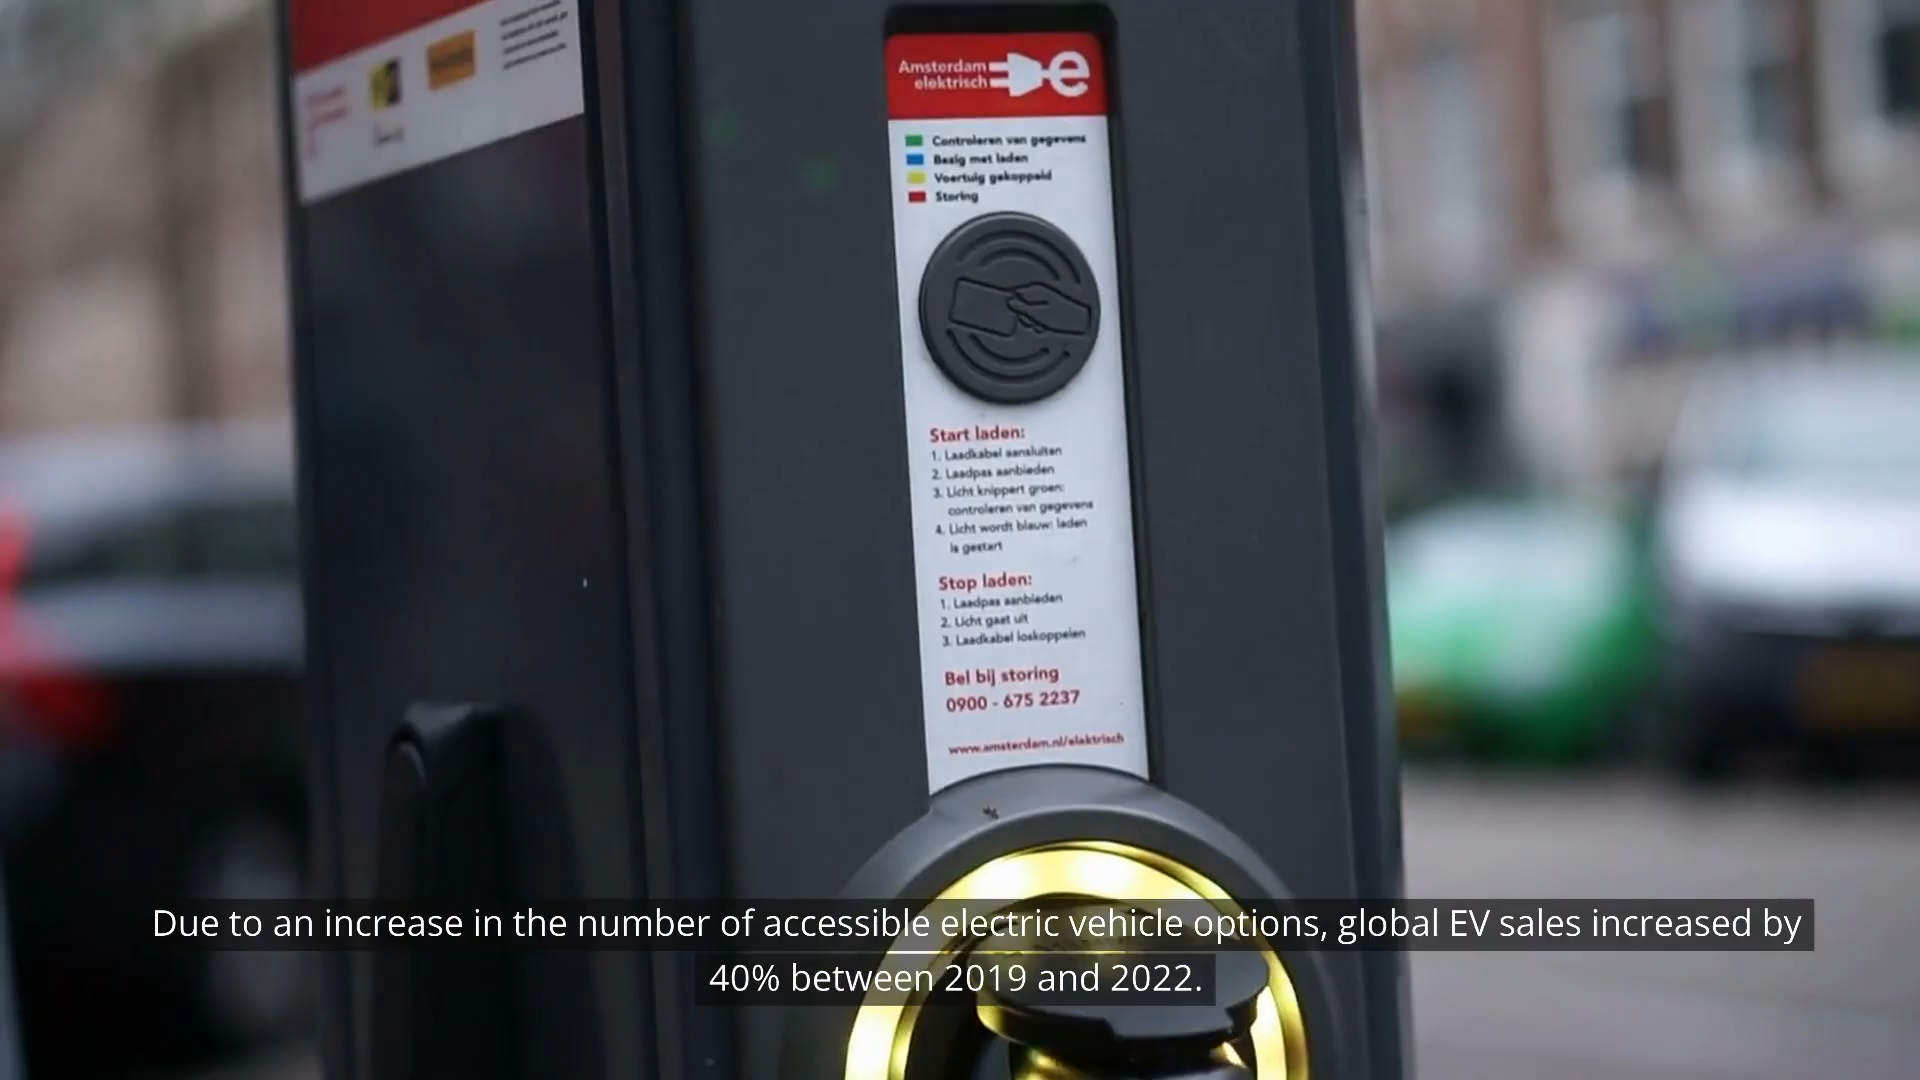 Amsterdam
elektrisch
Controleren van gegevens
Bezig met laden
Voertuig gekoppeld
Storing
Start laden:
1. Laadkabel aansluiten
2. Laadpas aanbieden
3. Licht knippert groen:
controleren van gegevens
4. Licht wordt blauw: laden
is gestart
Stop laden:
1. Laadpas aanbieden
2. Licht gaat uit
3. Laadkabel loskoppelen
Bel bij storing
0900 - 675 2237
www.amsterdam.nl/elektrisch
Due to an increase in the number of accessible electric vehicle options, global EV sales increased by
40% between 2019 and 2022.